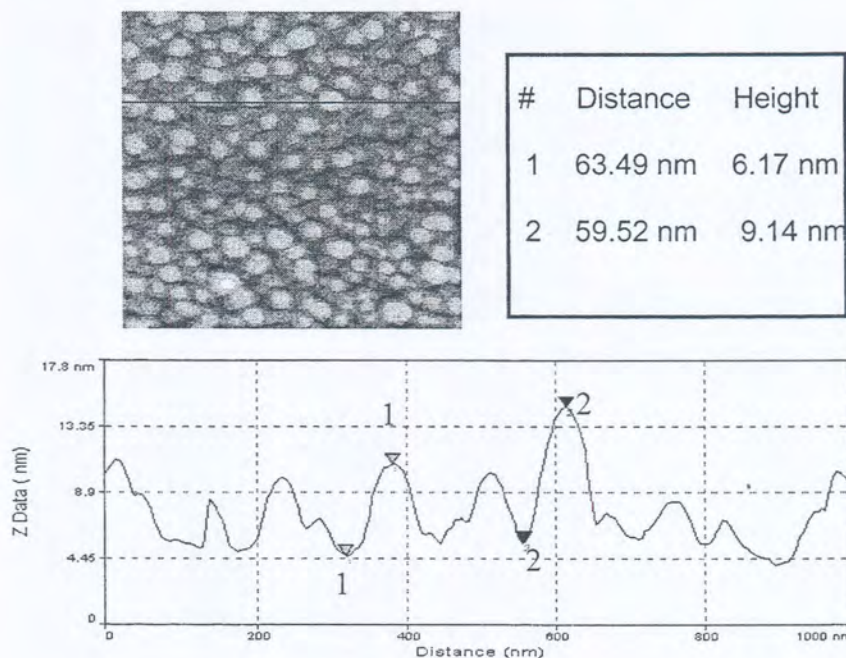 # Distance Height
1 63.49 nm 6.17 nm
2 59.52 nm 9.14 nm
17.8 nm
13.35
8.9
4.45
0
Z Data ( nm)
1
2
1
2
0 200 400 600 800 1000 nm
Distance (nm)